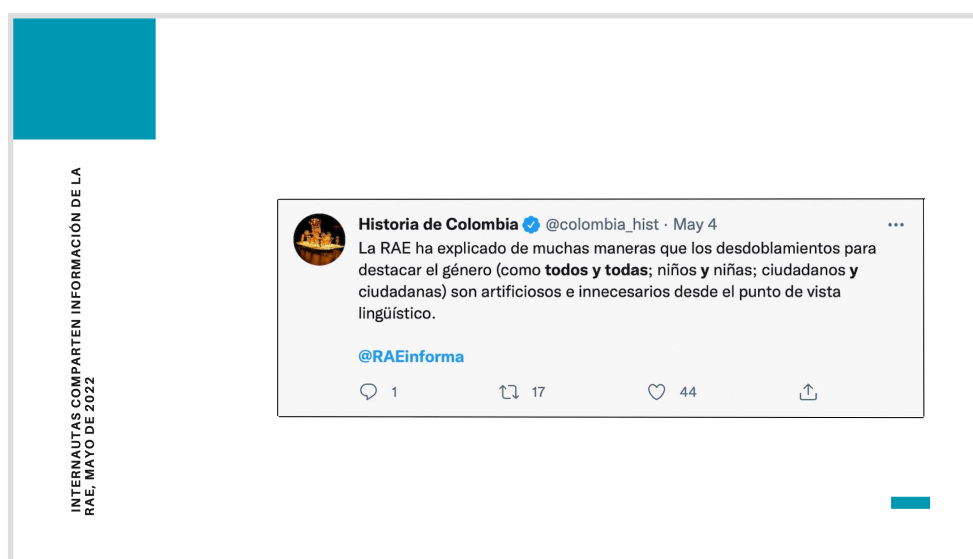 INTERNAUTAS COMPARTEN INFORMACIÓN DE LA
RAE, MAYO DE 2022
Historia de Colombia @colombia_hist · May 4
La RAE ha explicado de muchas maneras que los desdoblamientos para
destacar el género (como todos y todas; niños y niñas; ciudadanos y
ciudadanas) son artificiosos e innecesarios desde el punto de vista
lingüístico.
@RAEinforma
1 17 44